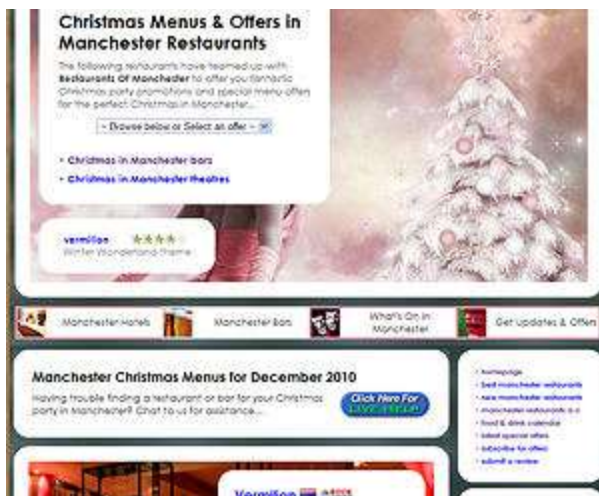 Christmas Menus & Offers in
Manchester Restaurants
The following restaurants have teamed up with
Restaurants Of Manchester to offer you fantastic
Christmas party promotions and special menu offers
for the perfect Christmas in Manchester...
- Browse below or Select an offer -
Christmas in Manchester bars
Christmas in Manchester theatres
vermilion
Winter Wonderland theme
Manchester Hotels
Manchester Bars
What's On in
Manchester
Get Updates & Offers
Manchester Christmas Menus for December 2010
Having trouble finding a restaurant or bar for your Christmas
party in Manchester? Chat to us for assistance...
Click Here For
LIVE HELP
homepage
best manchester restaurants
new manchester restaurants
manchester restaurants a-z
food & drink calendar
latest special offers
subscribe for offers
submit a review
Vermilion